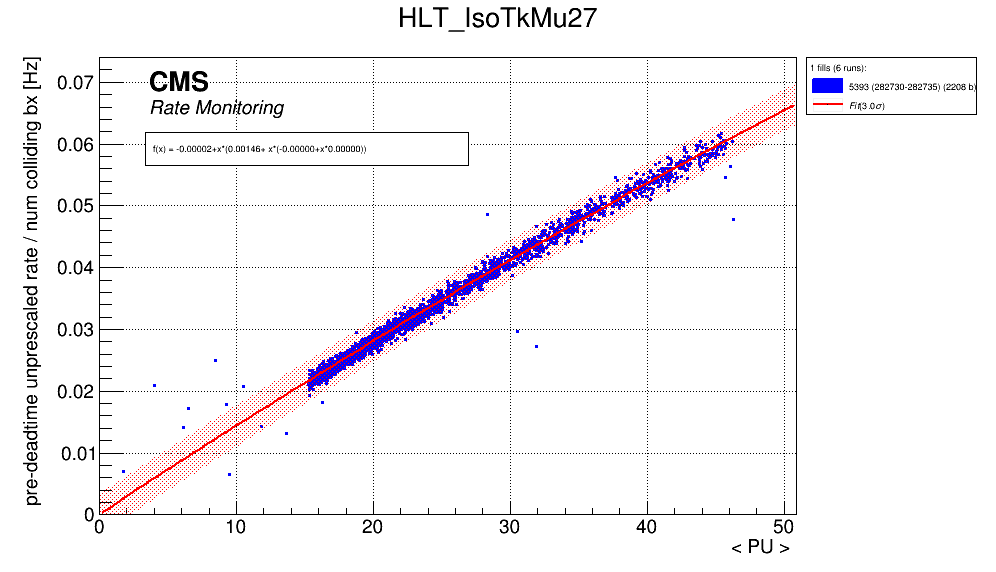 HLT_IsoTkMu27
pre-deadtime unprescaled rate / num colliding bx [Hz]
CMS
Rate Monitoring
f(x) = -0.00002+x*(0.00146+ x*(-0.00000+x*0.00000))
0.07
0.06
0.05
0.04
0.03
0.02
0.01
0
0 10 20 30 40 50
< PU >
1 fills (6 runs):
5393 (282730-282735) (2208 b)
Fit(3.0σ)